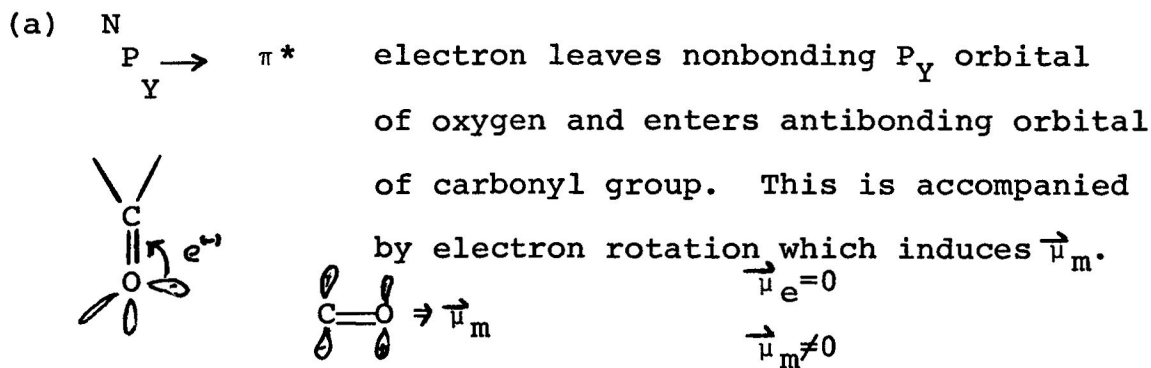 (a) N
P_Y → π* electron leaves nonbonding P_Y orbital
of oxygen and enters antibonding orbital
of carbonyl group. This is accompanied
by electron rotation which induces μ⃗_m.
C
e(-)
O
C=O ⇒ μ⃗_m
μ⃗_e=0
μ⃗_m≠0